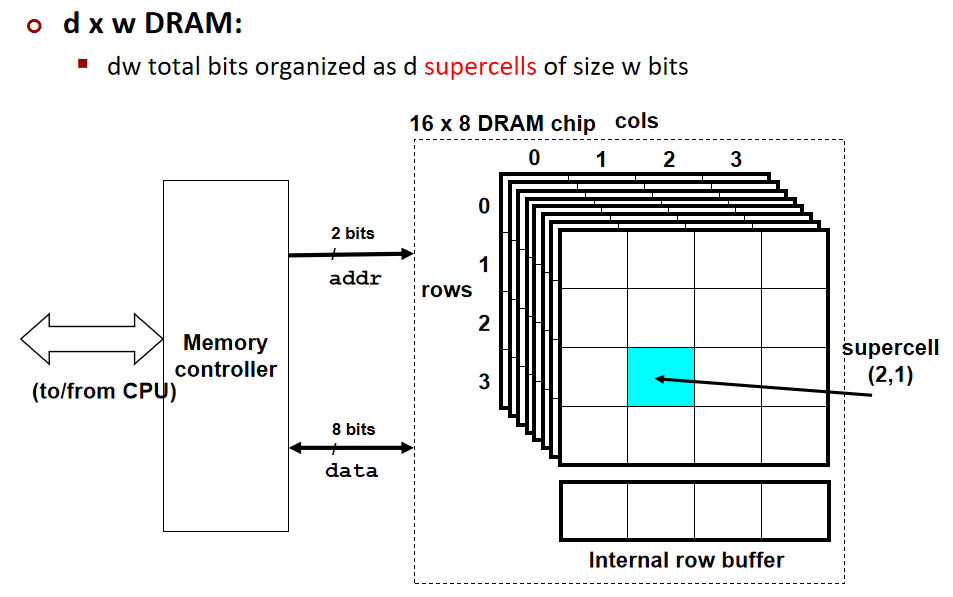 d x w DRAM:
dw total bits organized as d supercells of size w bits
16 x 8 DRAM chip
cols
0 1 2 3
0
1
2
3
rows
2 bits
addr
Memory
controller
(to/from CPU)
8 bits
data
supercell
(2,1)
Internal row buffer